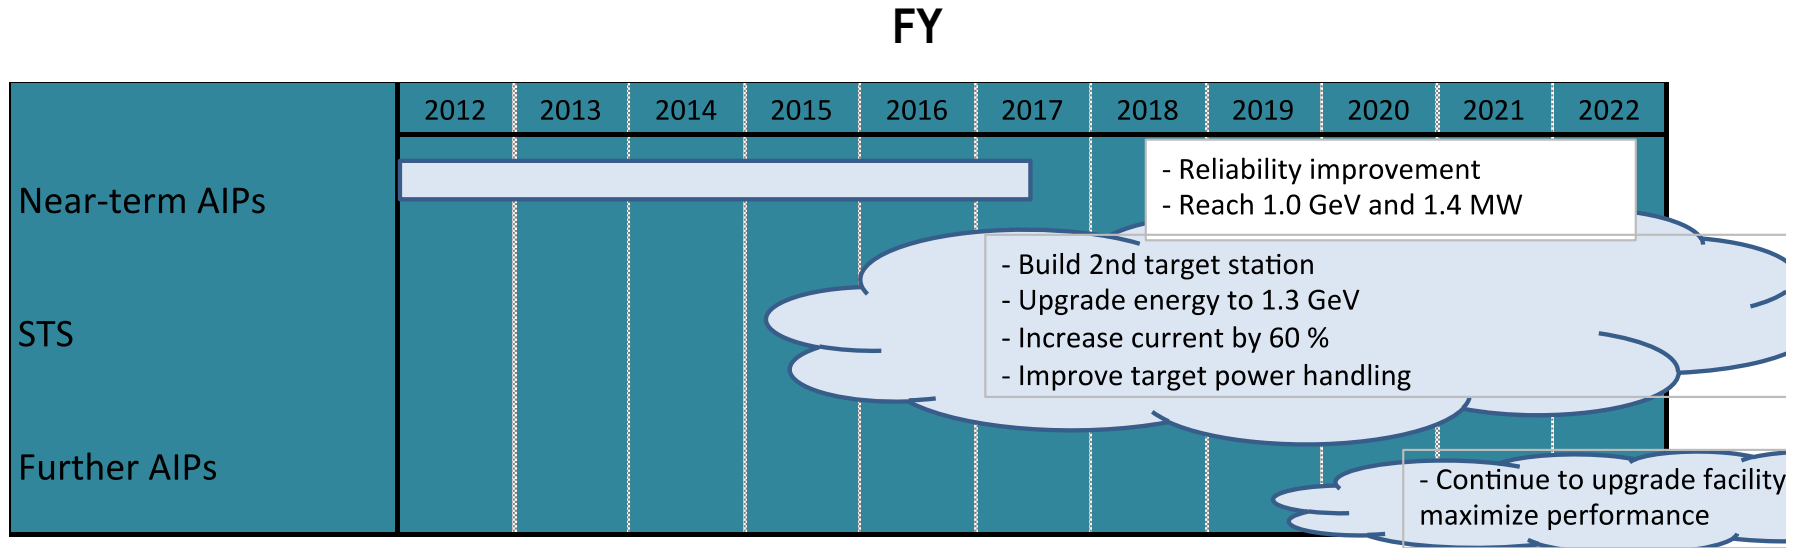 FY
2012 2013 2014 2015 2016 2017 2018 2019 2020 2021 2022
Near-term AIPs
- Reliability improvement
- Reach 1.0 GeV and 1.4 MW
STS
- Build 2nd target station
- Upgrade energy to 1.3 GeV
- Increase current by 60 %
- Improve target power handling
Further AIPs
- Continue to upgrade facility
maximize performance